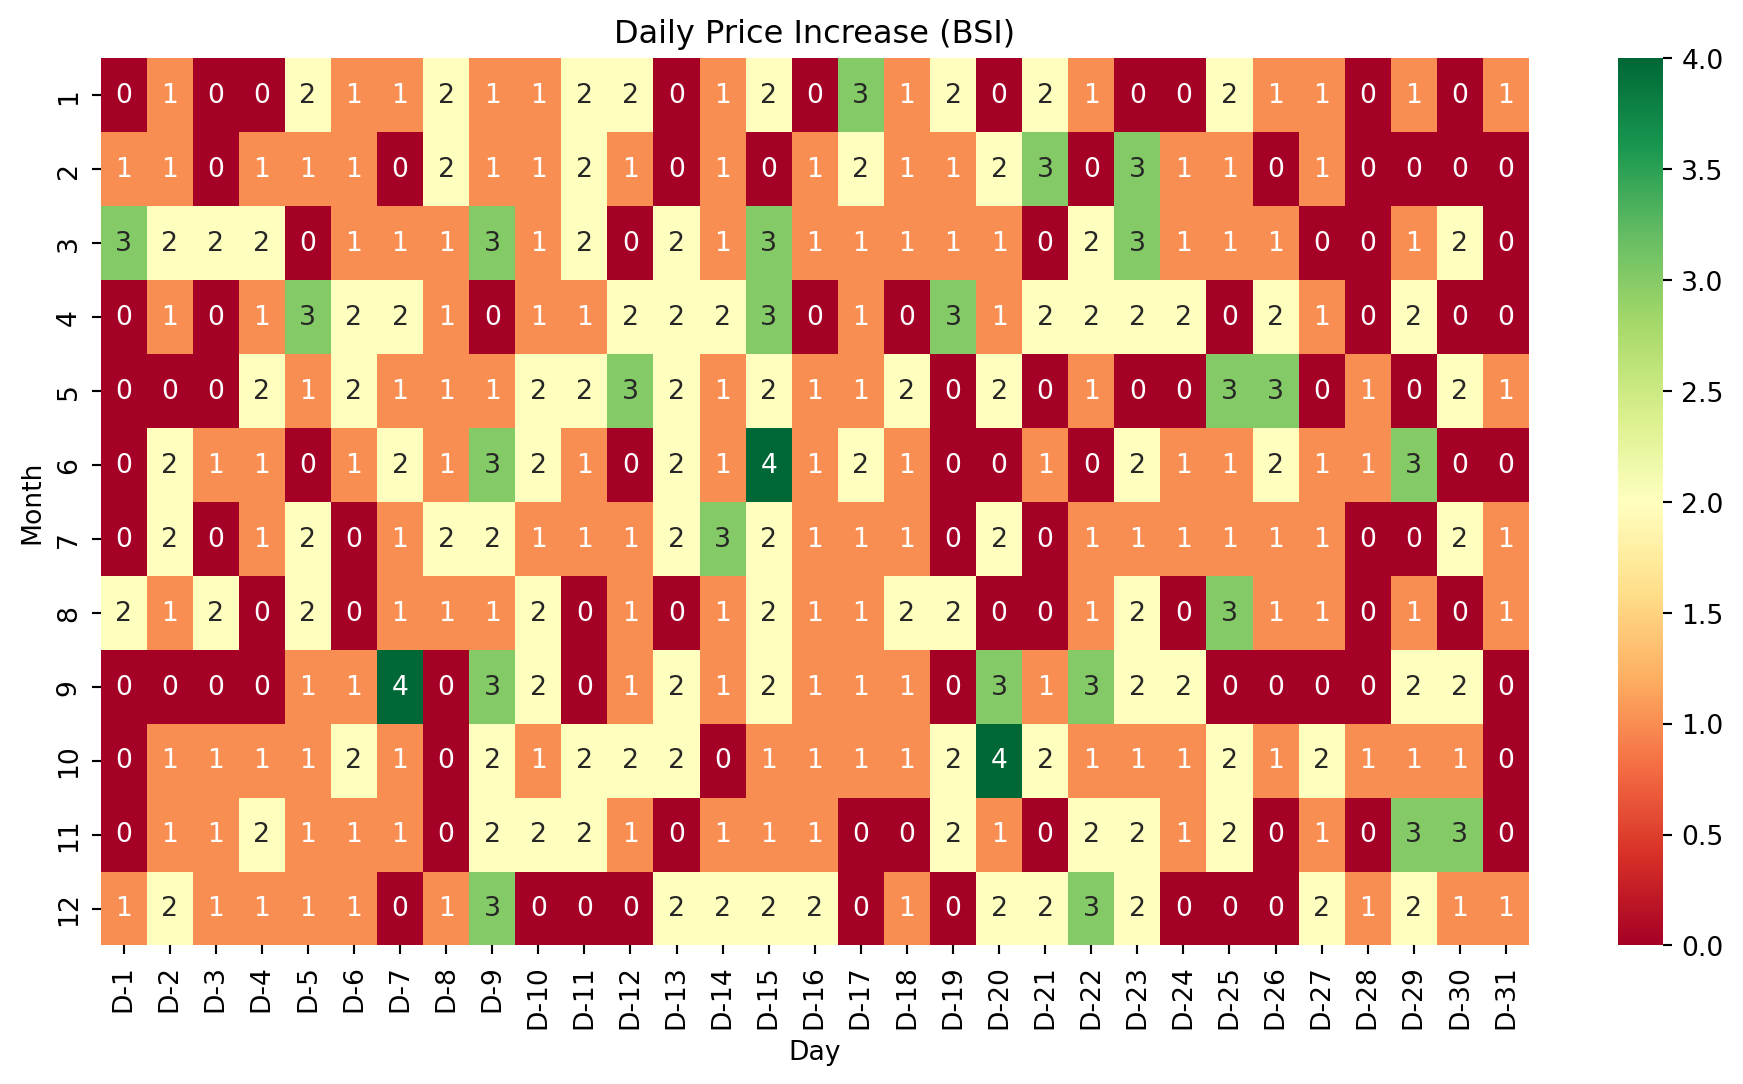 Daily Price Increase (BSI)
1 0 1 0 0 2 1 1 2 1 1 2 2 0 1 2 0 3 1 2 0 2 1 0 0 2 1 1 0 1 0 1
2 1 1 0 1 1 1 0 2 1 1 2 1 0 1 0 1 2 1 1 2 3 0 3 1 1 0 1 0 0 0 0
3 3 2 2 2 0 1 1 1 3 1 2 0 2 1 3 1 1 1 1 1 0 2 3 1 1 1 0 0 1 2 0
4 0 1 0 1 3 2 2 1 0 1 1 2 2 2 3 0 1 0 3 1 2 2 2 2 0 2 1 0 2 0 0
5 0 0 0 2 1 2 1 1 1 2 2 3 2 1 2 1 1 2 0 2 0 1 0 0 3 3 0 1 0 2 1
6 0 2 1 1 0 1 2 1 3 2 1 0 2 1 4 1 2 1 0 0 1 0 2 1 1 2 1 1 3 0 0
7 0 2 0 1 2 0 1 2 2 1 1 1 2 3 2 1 1 1 0 2 0 1 1 1 1 1 1 0 0 2 1
8 2 1 2 0 2 0 1 1 1 2 0 1 0 1 2 1 1 2 2 0 0 1 2 0 3 1 1 0 1 0 1
9 0 0 0 0 1 1 4 0 3 2 0 1 2 1 2 1 1 1 0 3 1 3 2 2 0 0 0 0 2 2 0
10 0 1 1 1 1 2 1 0 2 1 2 2 2 0 1 1 1 1 2 4 2 1 1 1 2 1 2 1 1 1 0
11 0 1 1 2 1 1 1 0 2 2 2 1 0 1 1 1 0 0 2 1 0 2 2 1 2 0 1 0 3 3 0
12 1 2 1 1 1 1 0 1 3 0 0 0 2 2 2 2 0 1 0 2 2 3 2 0 0 0 2 1 2 1 1
Month
D-1 D-2 D-3 D-4 D-5 D-6 D-7 D-8 D-9 D-10 D-11 D-12 D-13 D-14 D-15 D-16 D-17 D-18 D-19 D-20 D-21 D-22 D-23 D-24 D-25 D-26 D-27 D-28 D-29 D-30 D-31
Day
4.0
3.5
3.0
2.5
2.0
1.5
1.0
0.5
0.0